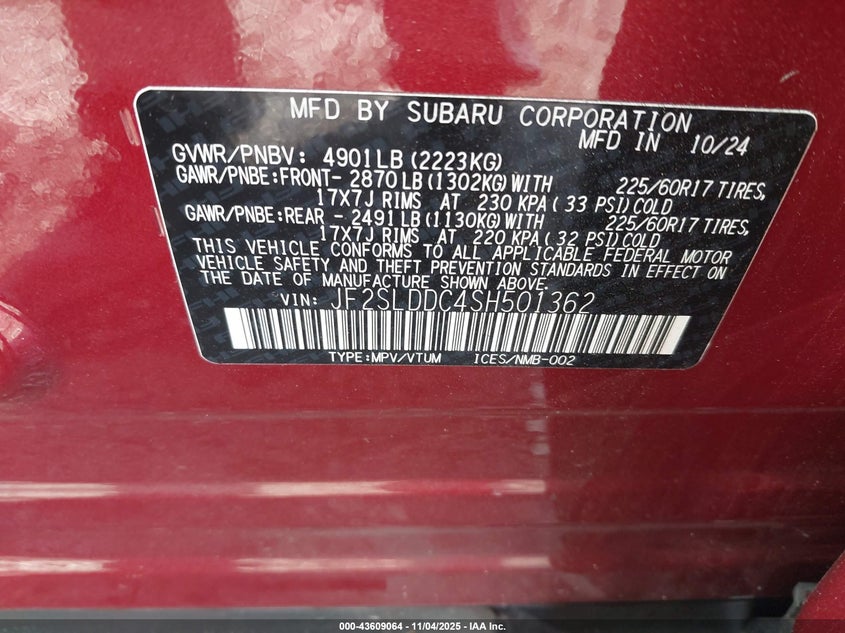 MFD BY SUBARU CORPORATION
MFD IN 10/24
GVWR/PNBV: 4901LB(2223KG)
GAWR/PNBE:FRONT- 2870LB(1302KG)WITH 225/60R17 TIRES,
17X7J RIMS AT 230 KPA( 33 PSI)COLD
GAWR/PNBE:REAR - 2491LB(1130KG)WITH 225/60R17 TIRES,
17X7J RIMS AT 220 KPA( 32 PSI)COLD
THIS VEHICLE CONFORMS TO ALL APPLICABLE FEDERAL MOTOR
VEHICLE SAFETY AND THEFT PREVENTION STANDARDS IN EFFECT ON
THE DATE OF MANUFACTURE SHOWN ABOVE.
VIN: JF2SLDDC4SH501362
TYPE:MPV/VTUM ICES/NMB-002
000-43609064 - 11/04/2025 - IAA Inc.